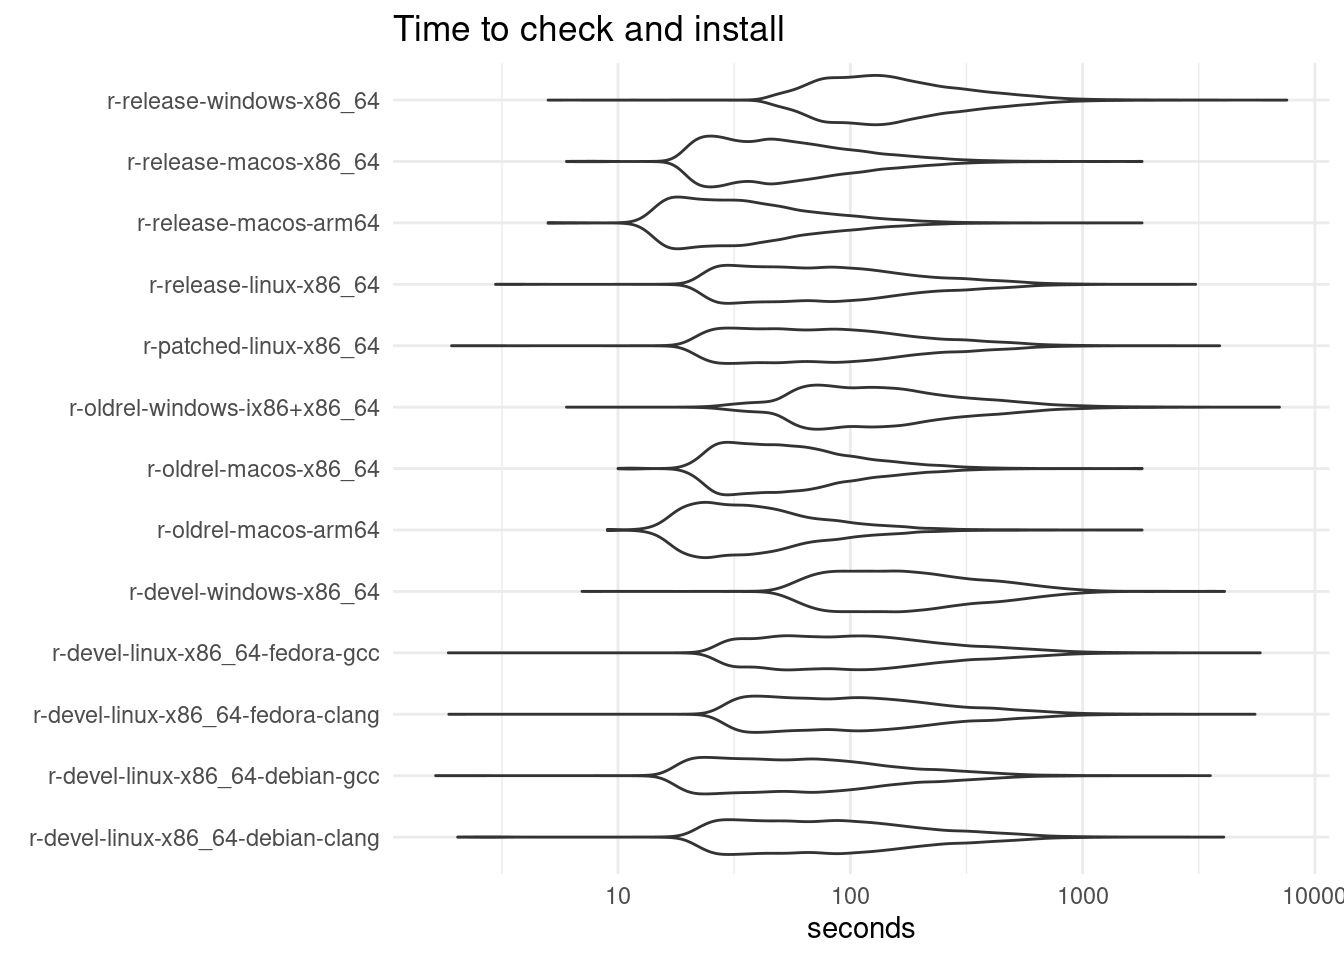 Time to check and install
r-release-windows-x86_64
r-release-macos-x86_64
r-release-macos-arm64
r-release-linux-x86_64
r-patched-linux-x86_64
r-oldrel-windows-ix86+x86_64
r-oldrel-macos-x86_64
r-oldrel-macos-arm64
r-devel-windows-x86_64
r-devel-linux-x86_64-fedora-gcc
r-devel-linux-x86_64-fedora-clang
r-devel-linux-x86_64-debian-gcc
r-devel-linux-x86_64-debian-clang
10 100 1000 10000
seconds